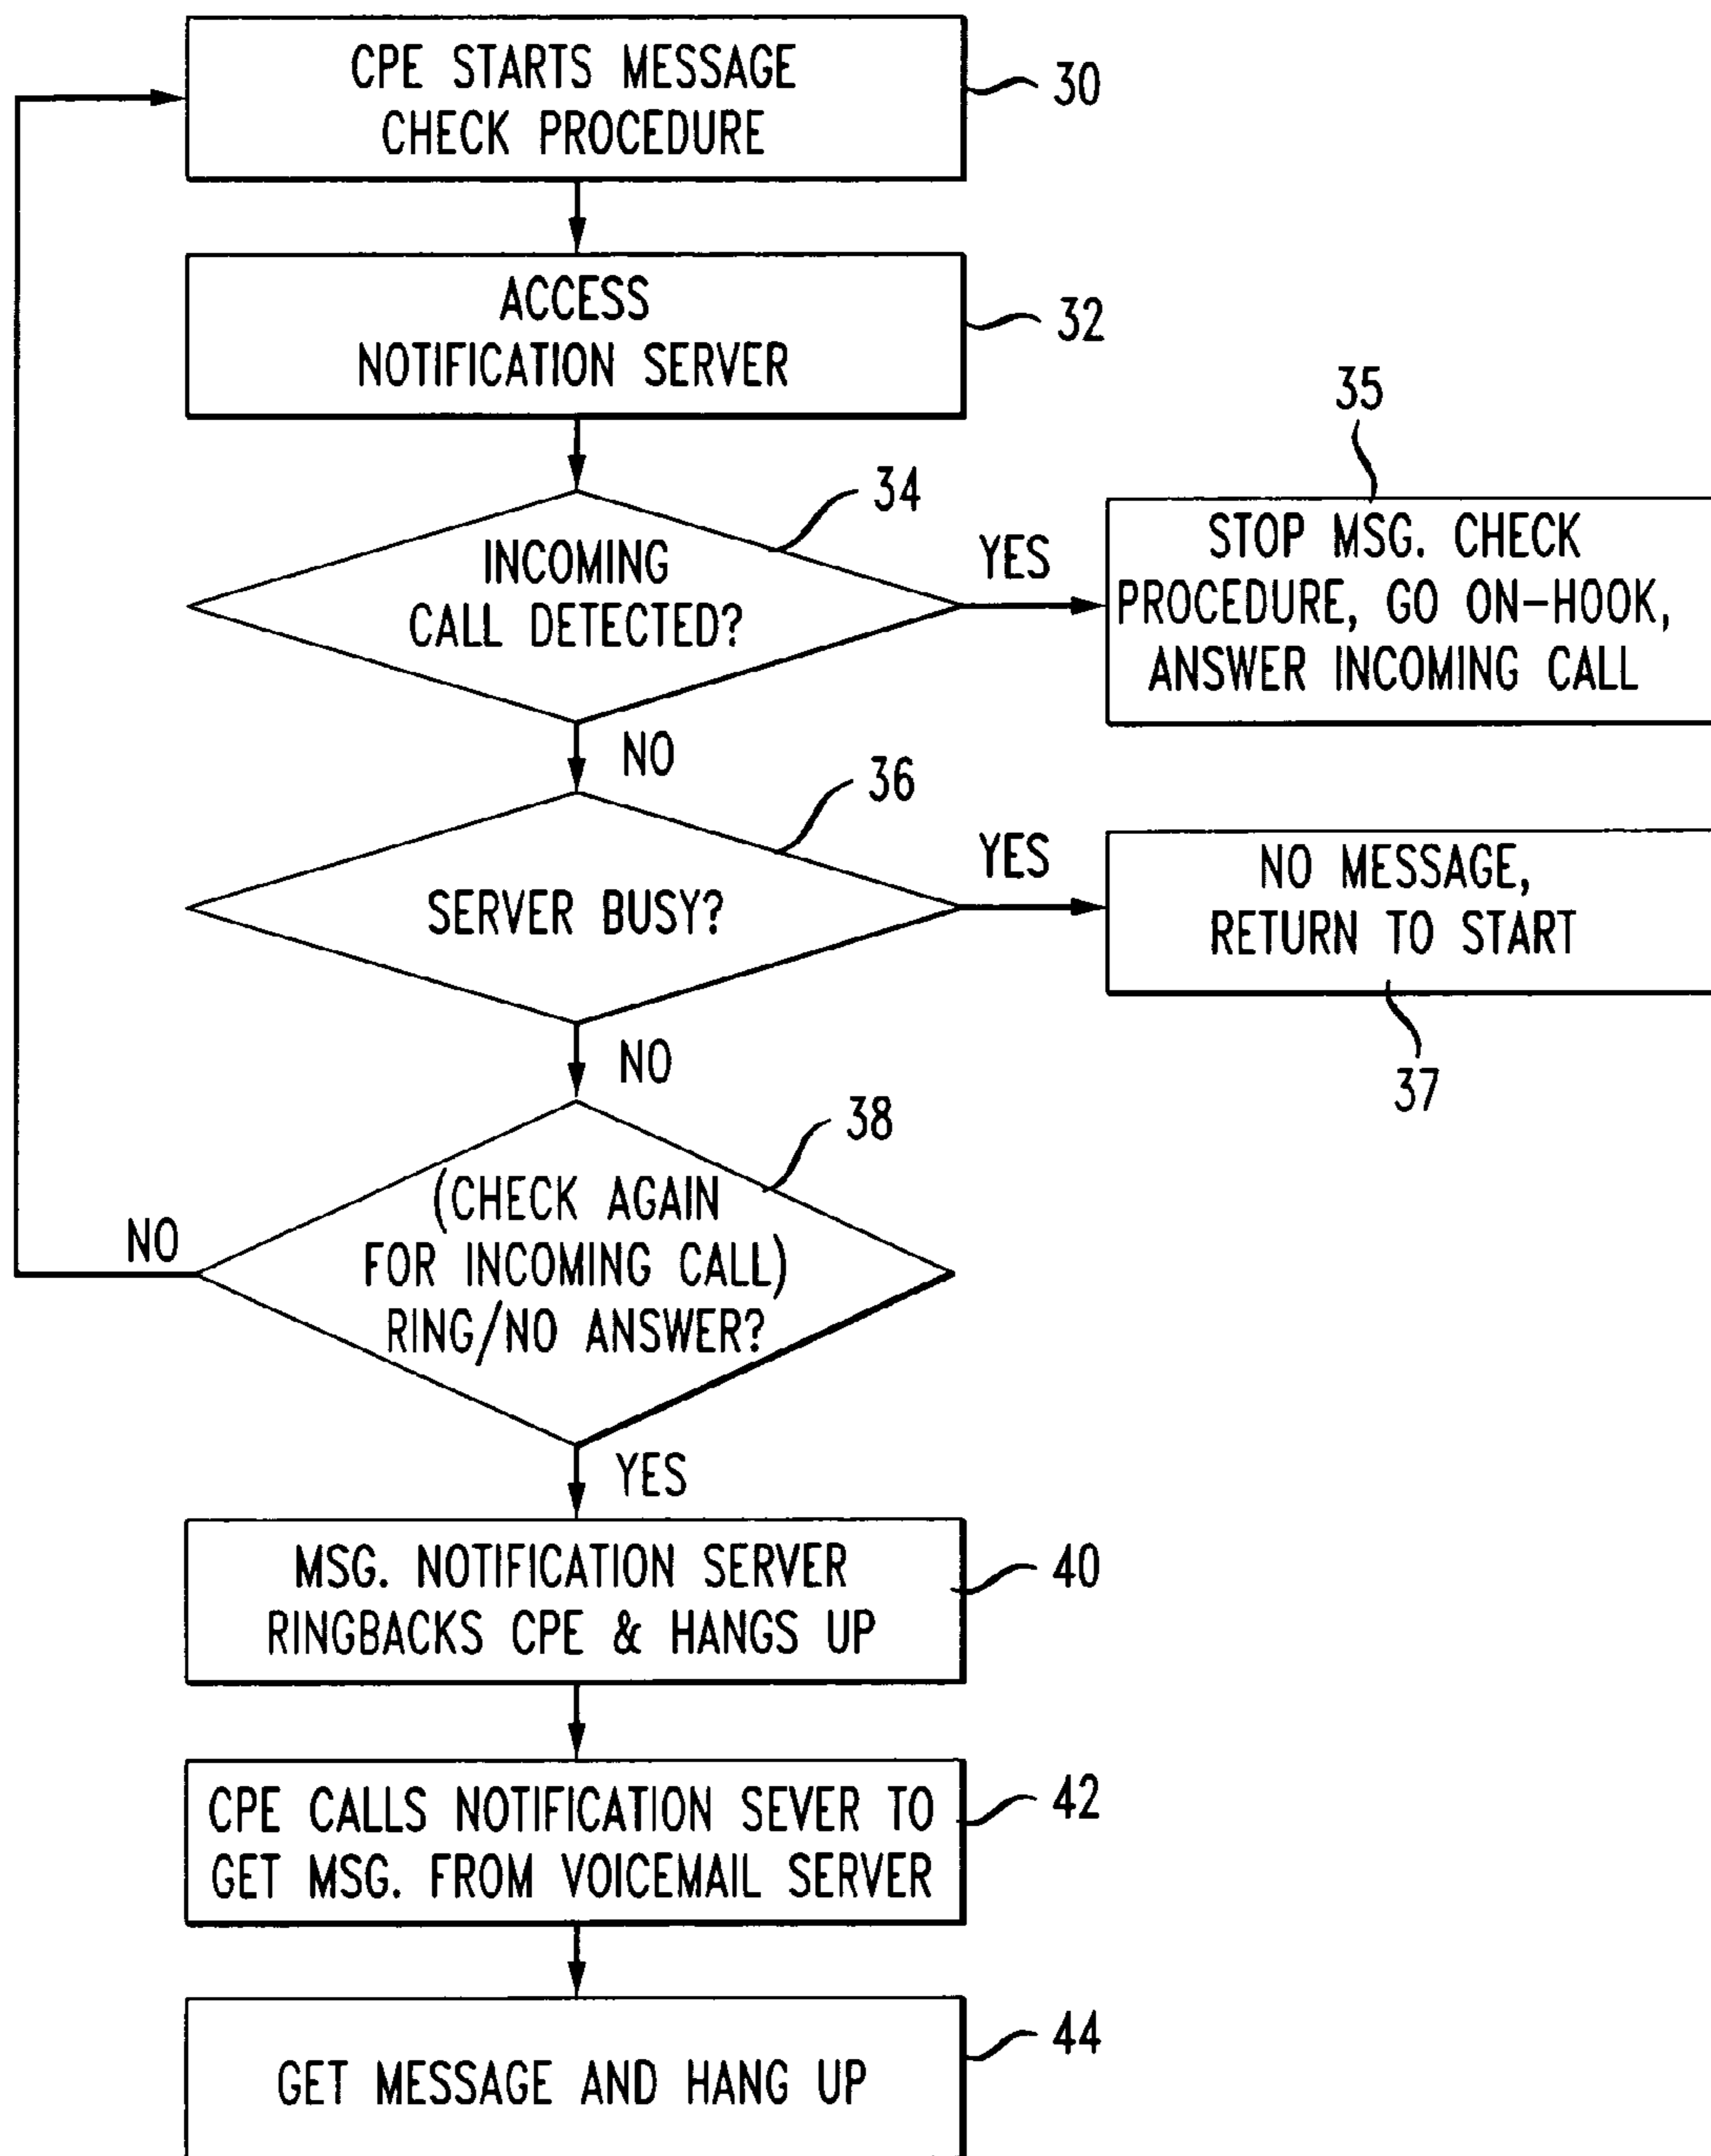 CPE STARTS MESSAGE
CHECK PROCEDURE
30
ACCESS
NOTIFICATION SERVER
32
35
34
INCOMING
CALL DETECTED?
YES
STOP MSG. CHECK
PROCEDURE, GO ON-HOOK,
ANSWER INCOMING CALL
NO
36
SERVER BUSY?
YES
NO MESSAGE,
RETURN TO START
37
NO
38
(CHECK AGAIN
FOR INCOMING CALL)
RING/NO ANSWER?
NO
YES
MSG. NOTIFICATION SERVER
RINGBACKS CPE & HANGS UP
40
CPE CALLS NOTIFICATION SEVER TO
GET MSG. FROM VOICEMAIL SERVER
42
GET MESSAGE AND HANG UP
44